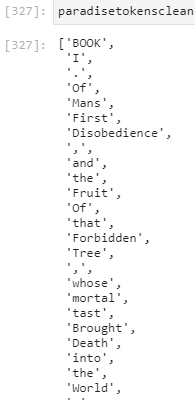 [327]: paradisetokensclean
[327]: ['BOOK',
'I',
'.',
'Of',
'Mans',
'First',
'Disobedience',
',',
'and',
'the',
'Fruit',
'Of',
'that',
'Forbidden',
'Tree',
',',
'whose',
'mortal',
'tast',
'Brought',
'Death',
'into',
'the',
'World',